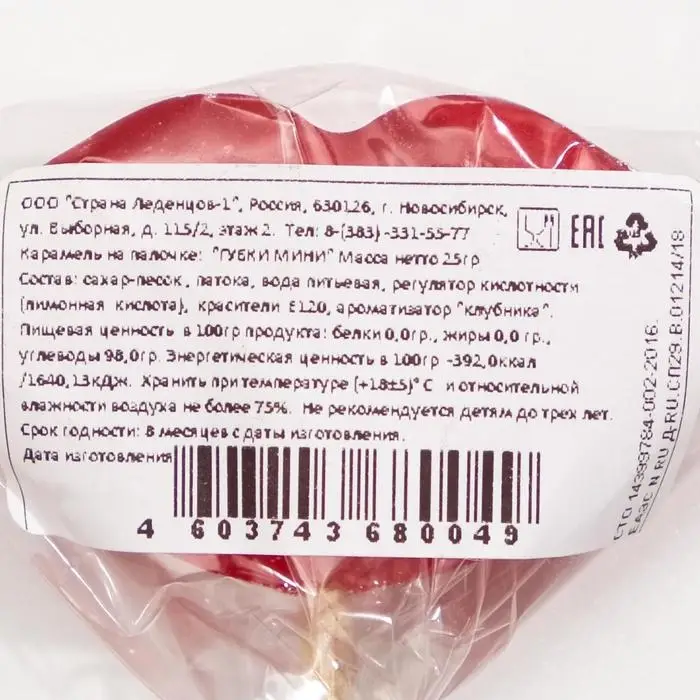 ООО "Страна Леденцов-1", Россия, 630126, г. Новосибирск,
ул. Выборная, д. 115/2, этаж 2. Тел: 8-(383)-331-55-77
Карамель на палочке: "ГУБКИ МИНИ" Масса нетто 25гр
Состав: сахар-песок, патока, вода питьевая, регулятор кислотности
(лимонная кислота), красители Е120, ароматизатор "клубника".
Пищевая ценность в 100гр продукта: белки 0,0гр., жиры 0,0 гр.,
углеводы 98,0гр. Энергетическая ценность в 100гр -392,0ккал
/1640,13кДж. Хранить при температуре (+18±5)°С и относительной
влажности воздуха не более 75%. Не рекомендуется детям до трех лет.
Срок годности: 8 месяцев с даты изготовления.
Дата изготовления
4 603743 680049
EAC
СТО 14399784-002-2016.
ЕАЭС N RU Д-RU.СП29.В.01214/18